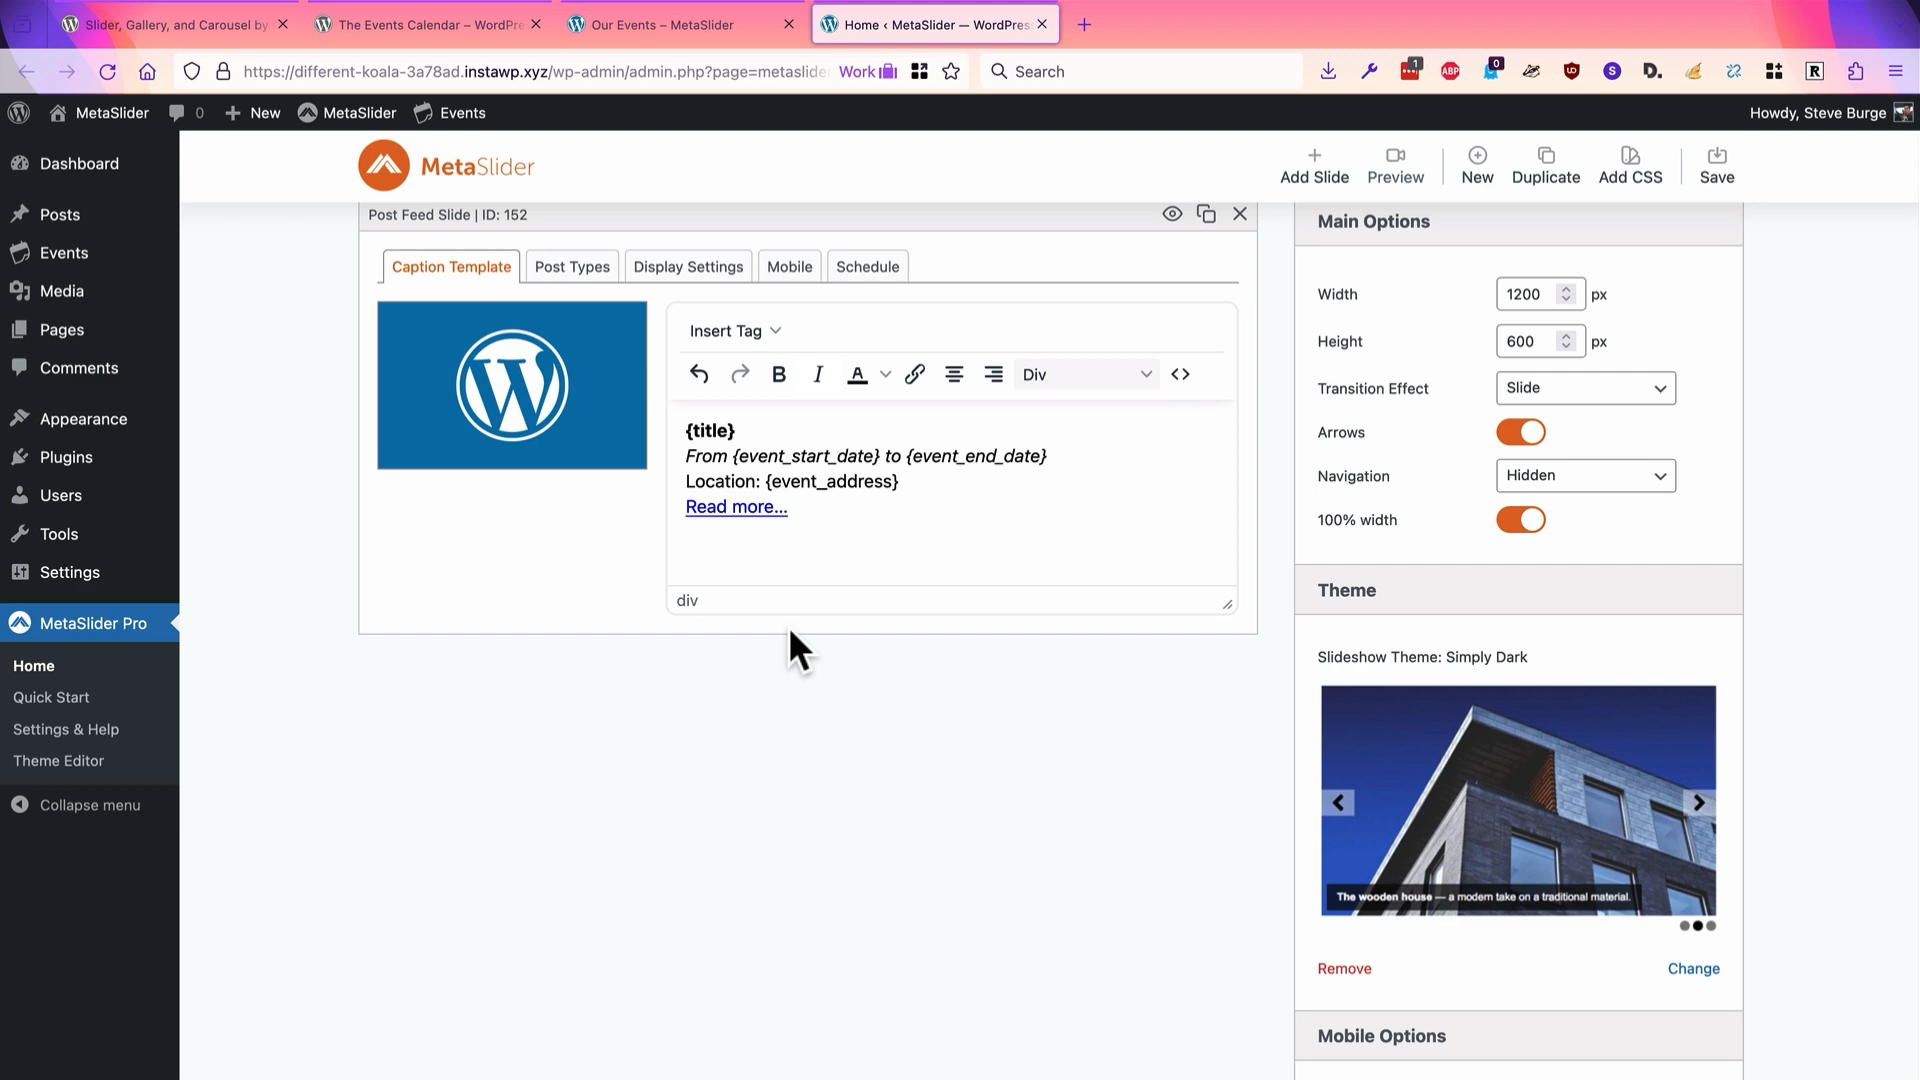 Slider, Gallery, and Carousel by
The Events Calendar – WordPre
Our Events – MetaSlider
Home ‹ MetaSlider — WordPres
https://different-koala-3a78ad.instawp.xyz/wp-admin/admin.php?page=metaslide
Work
Search
1
ABP
0
S
D.
R
MetaSlider
0
New
MetaSlider
Events
Howdy, Steve Burge
Dashboard
Posts
Events
Media
Pages
Comments
Appearance
Plugins
Users
Tools
Settings
MetaSlider Pro
Home
Quick Start
Settings & Help
Theme Editor
Collapse menu
MetaSlider
Add Slide
Preview
New
Duplicate
Add CSS
Save
Post Feed Slide | ID: 152
Caption Template
Post Types
Display Settings
Mobile
Schedule
Insert Tag
B
I
A
Div
{title}
From {event_start_date} to {event_end_date}
Location: {event_address}
Read more...
div
Main Options
Width
1200
px
Height
600
px
Transition Effect
Slide
Arrows
Navigation
Hidden
100% width
Theme
Slideshow Theme: Simply Dark
The wooden house — a modern take on a traditional material.
Remove
Change
Mobile Options